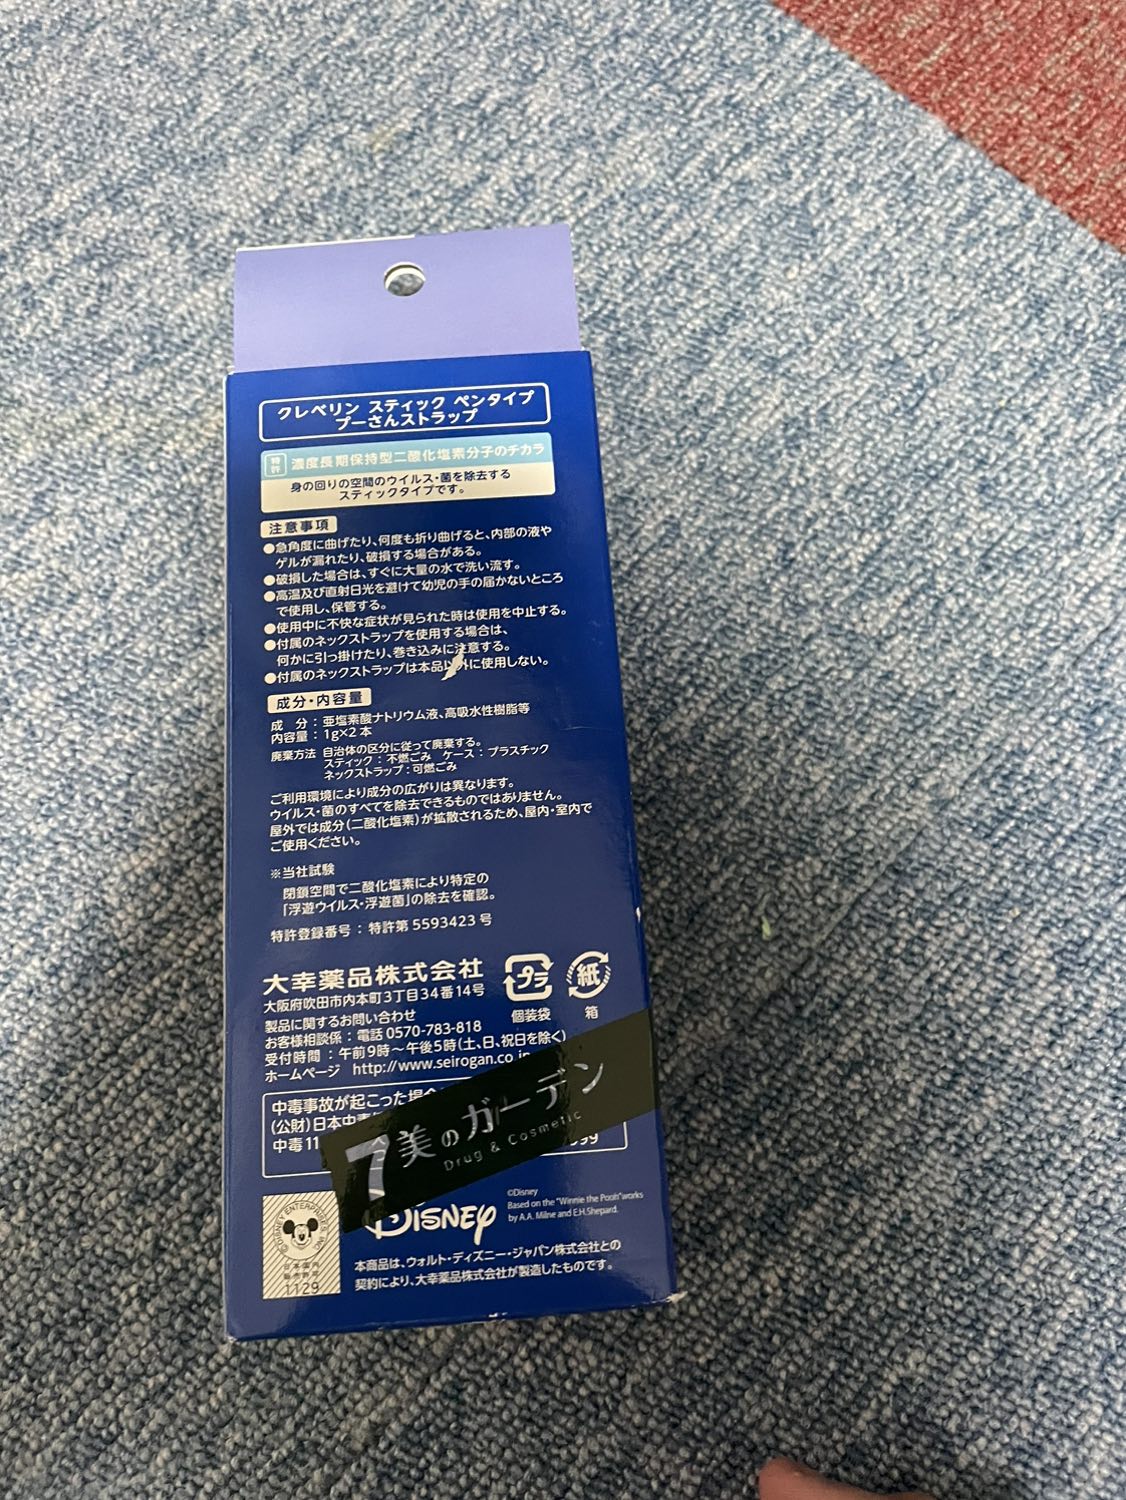 クレベリン スティック ペンタイプ
プーさんストラップ
特許 濃度長期保持型二酸化塩素分子のチカラ
身の回りの空間のウイルス・菌を除去する
スティックタイプです。
注意事項
●急角度に曲げたり、何度も折り曲げると、内部の液や
ゲルが漏れたり、破損する場合がある。
●破損した場合は、すぐに大量の水で洗い流す。
●高温及び直射日光を避けて幼児の手の届かないところ
で使用し、保管する。
●使用中に不快な症状が見られた時は使用を中止する。
●付属のネックストラップを使用する場合は、
何かに引っ掛けたり、巻き込みに注意する。
●付属のネックストラップは本品以外に使用しない。
成分・内容量
成 分：亜塩素酸ナトリウム液、高吸水性樹脂等
内容量：1g×2本
廃棄方法 自治体の区分に従って廃棄する。
スティック：不燃ごみ ケース：プラスチック
ネックストラップ：可燃ごみ
ご利用環境により成分の広がりは異なります。
ウイルス・菌のすべてを除去できるものではありません。
屋外では成分(二酸化塩素)が拡散されるため、屋内・室内で
ご使用ください。
※当社試験
閉鎖空間で二酸化塩素により特定の
「浮遊ウイルス・浮遊菌」の除去を確認。
特許登録番号：特許第5593423号
大幸薬品株式会社
大阪府吹田市内本町3丁目34番14号
製品に関するお問い合わせ
お客様相談係：電話0570-783-818
受付時間：午前9時～午後5時(土、日、祝日を除く)
ホームページ http://www.seirogan.co.jp
プラ
個装袋
紙
箱
中毒事故が起こった場合
(公財)日本中毒
中毒11
99
7美のガーデン
Drug & Cosmetic
©DISNEY ENTERPRISES INC.
1129
Disney
©Disney
Based on the "Winnie the Pooh" works
by A.A. Milne and E.H.Shepard.
本商品は、ウォルト・ディズニー・ジャパン株式会社との
契約により、大幸薬品株式会社が製造したものです。